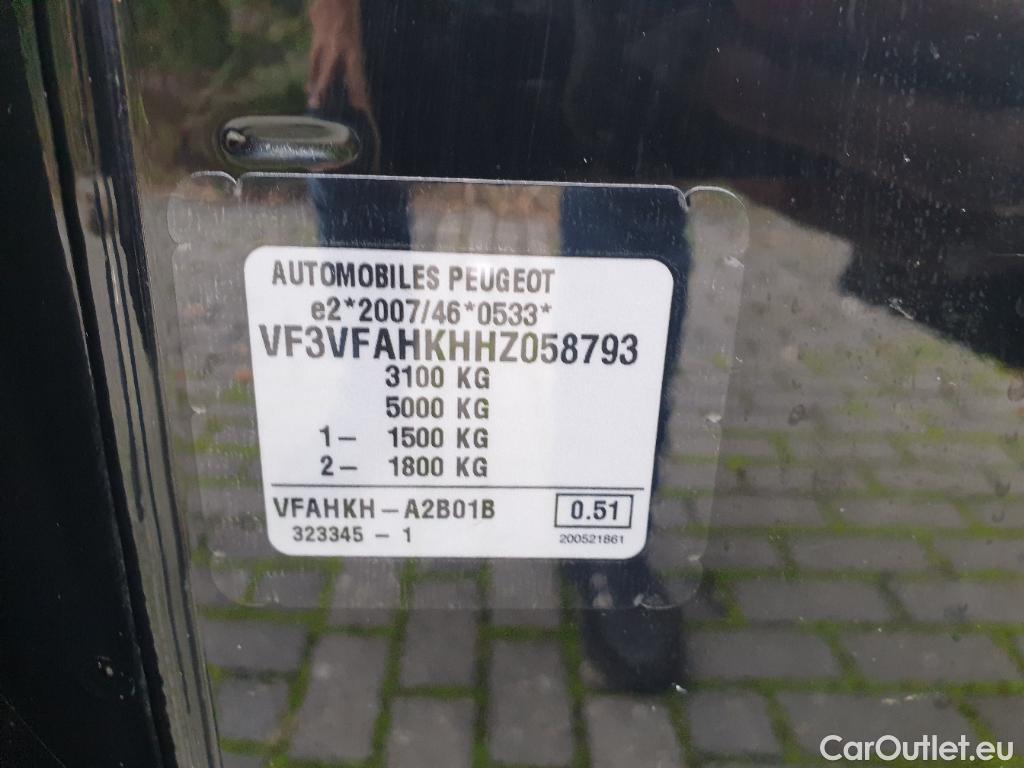 AUTOMOBILES PEUGEOT
e2*2007/46*0533*
VF3VFAHKHHZ058793
3100 KG
5000 KG
1- 1500 KG
2- 1800 KG
VFAHKH-A2B01B 0.51
323345 - 1 200521861
CarOutlet.eu